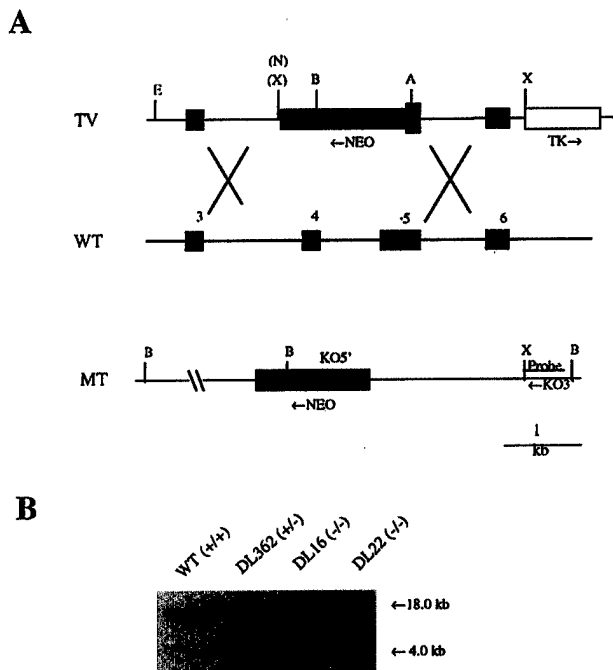 A
(N)
E (X) B A X
TV
←NEO
TK→
3 4 5 6
WT
B B KO5' X Probe B
MT
←KO3'
←NEO
1
kb
B
WT (+/+) DL362 (+/-) DL16 (-/-) DL22 (-/-)
←18.0 kb
←4.0 kb